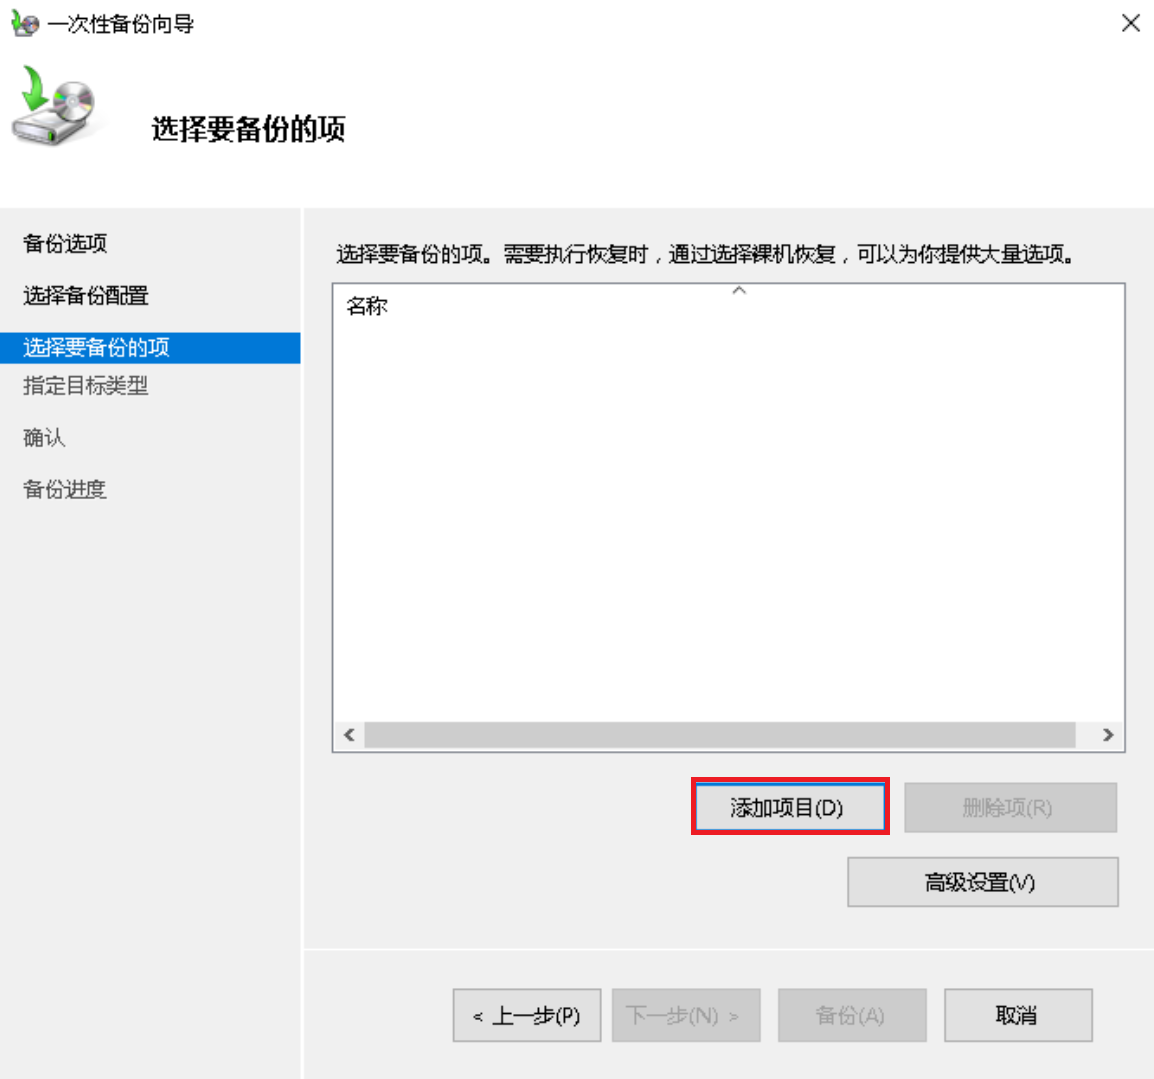 一次性备份向导
选择要备份的项
备份选项
选择备份配置
选择要备份的项
指定目标类型
确认
备份进度
选择要备份的项。需要执行恢复时，通过选择裸机恢复，可以为你提供大量选项。
名称
添加项目(D)
删除项(R)
高级设置(V)
< 上一步(P)
下一步(N) >
备份(A)
取消